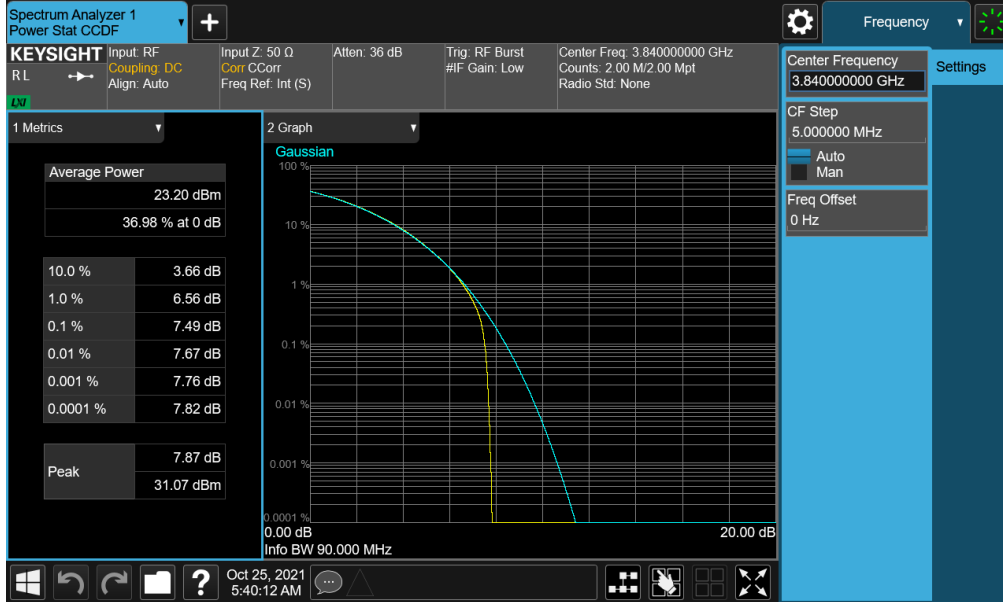 Spectrum Analyzer 1
Power Stat CCDF
Frequency
KEYSIGHT
RL
LXI
Input: RF
Coupling: DC
Align: Auto
Input Z: 50 Ω
Corr CCorr
Freq Ref: Int (S)
Atten: 36 dB
Trig: RF Burst
#IF Gain: Low
Center Freq: 3.840000000 GHz
Counts: 2.00 M/2.00 Mpt
Radio Std: None
Center Frequency
3.840000000 GHz
Settings
CF Step
5.000000 MHz
Auto
Man
Freq Offset
0 Hz
1 Metrics
Average Power
23.20 dBm
36.98 % at 0 dB
10.0 % 3.66 dB
1.0 % 6.56 dB
0.1 % 7.49 dB
0.01 % 7.67 dB
0.001 % 7.76 dB
0.0001 % 7.82 dB
Peak 7.87 dB
31.07 dBm
2 Graph
Gaussian
100 %
10 %
1 %
0.1 %
0.01 %
0.001 %
0.0001 %
0.00 dB 20.00 dB
Info BW 90.000 MHz
?
Oct 25, 2021
5:40:12 AM